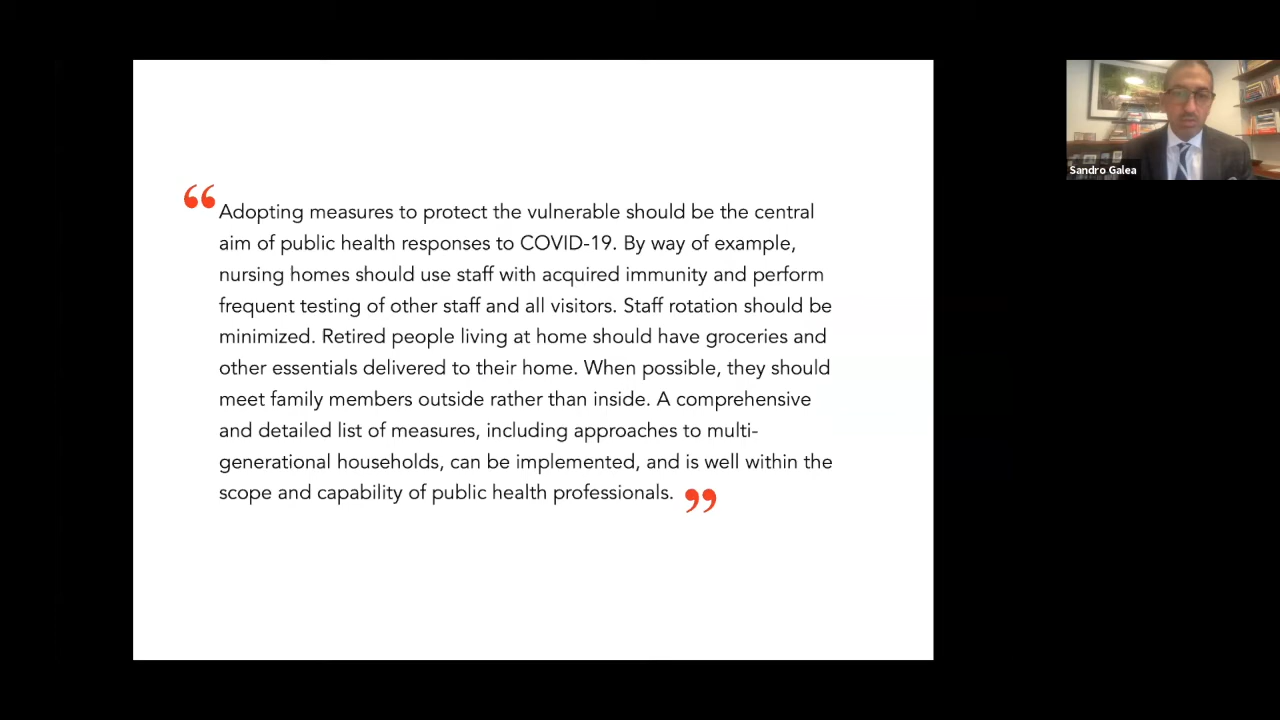 “Adopting measures to protect the vulnerable should be the central
aim of public health responses to COVID-19. By way of example,
nursing homes should use staff with acquired immunity and perform
frequent testing of other staff and all visitors. Staff rotation should be
minimized. Retired people living at home should have groceries and
other essentials delivered to their home. When possible, they should
meet family members outside rather than inside. A comprehensive
and detailed list of measures, including approaches to multi-
generational households, can be implemented, and is well within the
scope and capability of public health professionals.”
Sandro Galea